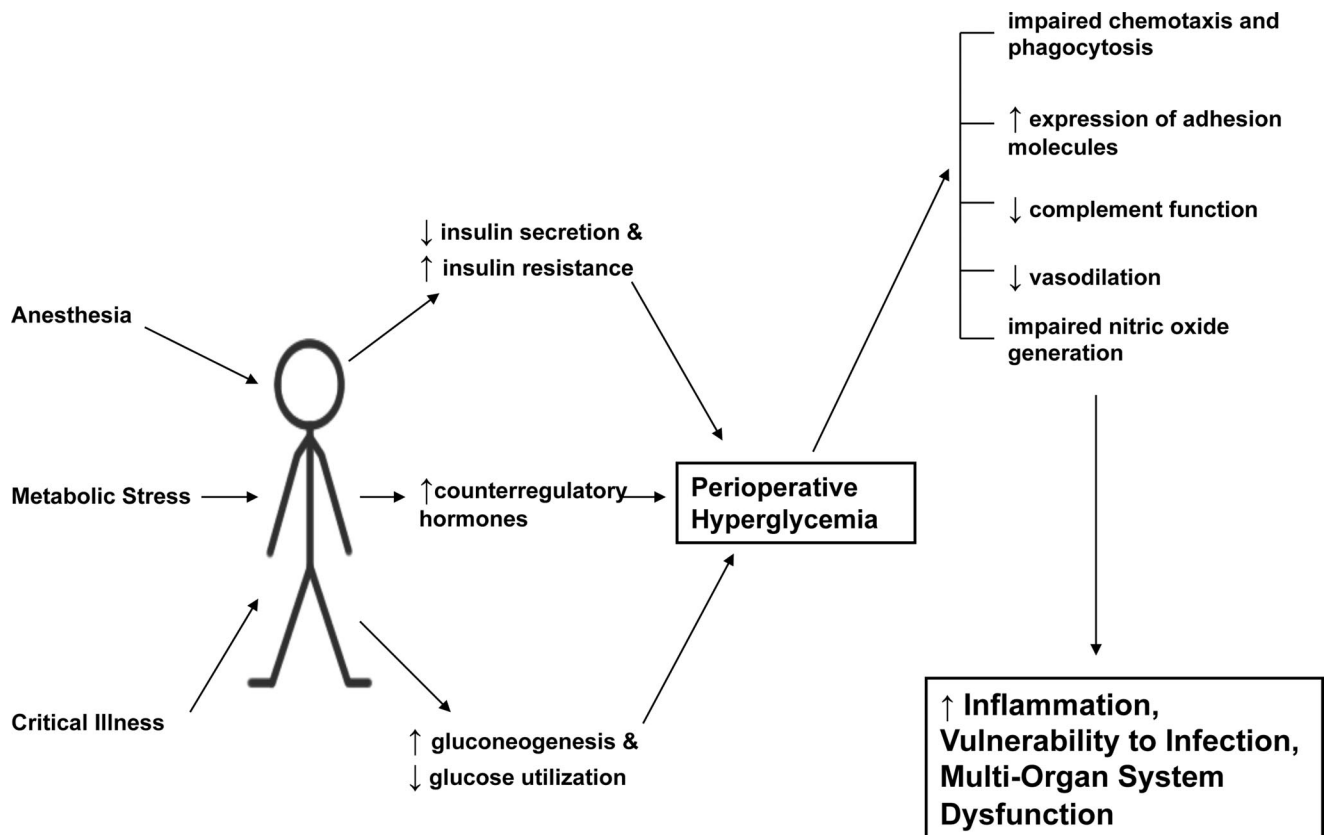 Anesthesia
Metabolic Stress
Critical Illness
↓ insulin secretion &
↑ insulin resistance
↑counterregulatory
hormones
↑ gluconeogenesis &
↓ glucose utilization
Perioperative
Hyperglycemia
impaired chemotaxis and
phagocytosis
↑ expression of adhesion
molecules
↓ complement function
↓ vasodilation
impaired nitric oxide
generation
↑ Inflammation,
Vulnerability to Infection,
Multi-Organ System
Dysfunction